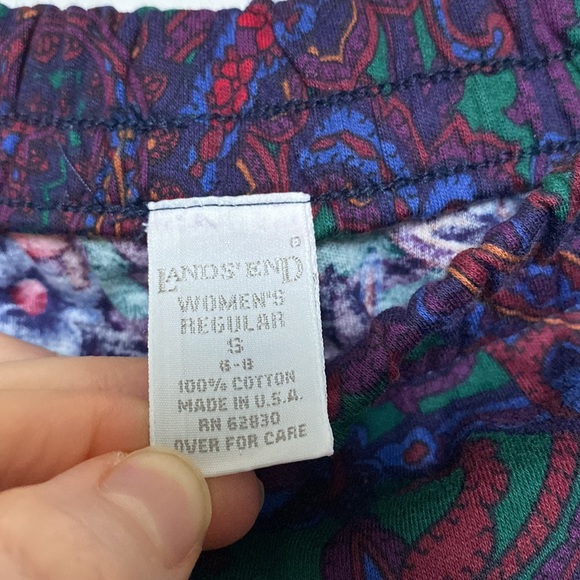 LANDS' END
WOMEN'S
REGULAR
S
6-8
100% COTTON
MADE IN U.S.A.
RN 62830
OVER FOR CARE